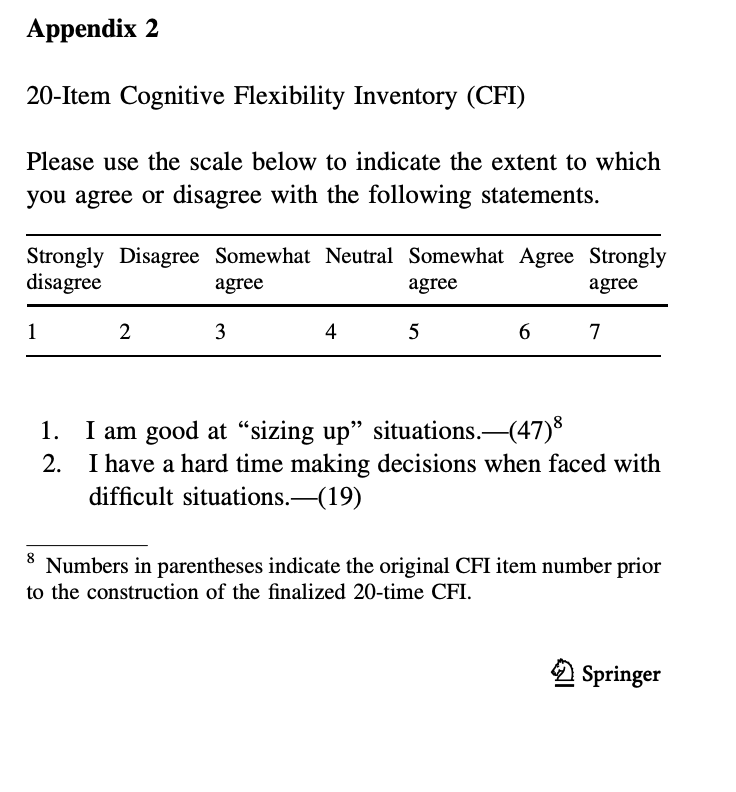 Appendix 2
20-Item Cognitive Flexibility Inventory (CFI)
Please use the scale below to indicate the extent to which
you agree or disagree with the following statements.
Strongly Disagree Somewhat Neutral Somewhat Agree Strongly
disagree agree agree agree
1 2 3 4 5 6 7
1. I am good at “sizing up” situations.—(47)⁸
2. I have a hard time making decisions when faced with
difficult situations.—(19)
⁸ Numbers in parentheses indicate the original CFI item number prior
to the construction of the finalized 20-time CFI.
Springer